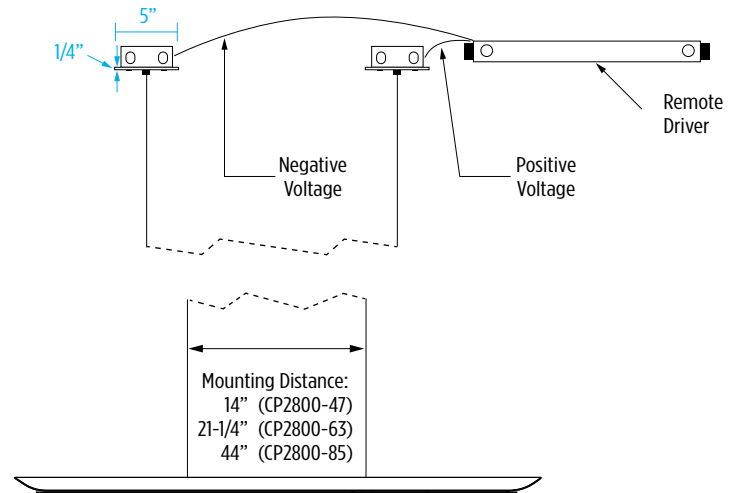 5”
1/4”
Remote
Driver
Negative
Voltage
Positive
Voltage
Mounting Distance:
14” (CP2800-47)
21-1/4” (CP2800-63)
44” (CP2800-85)